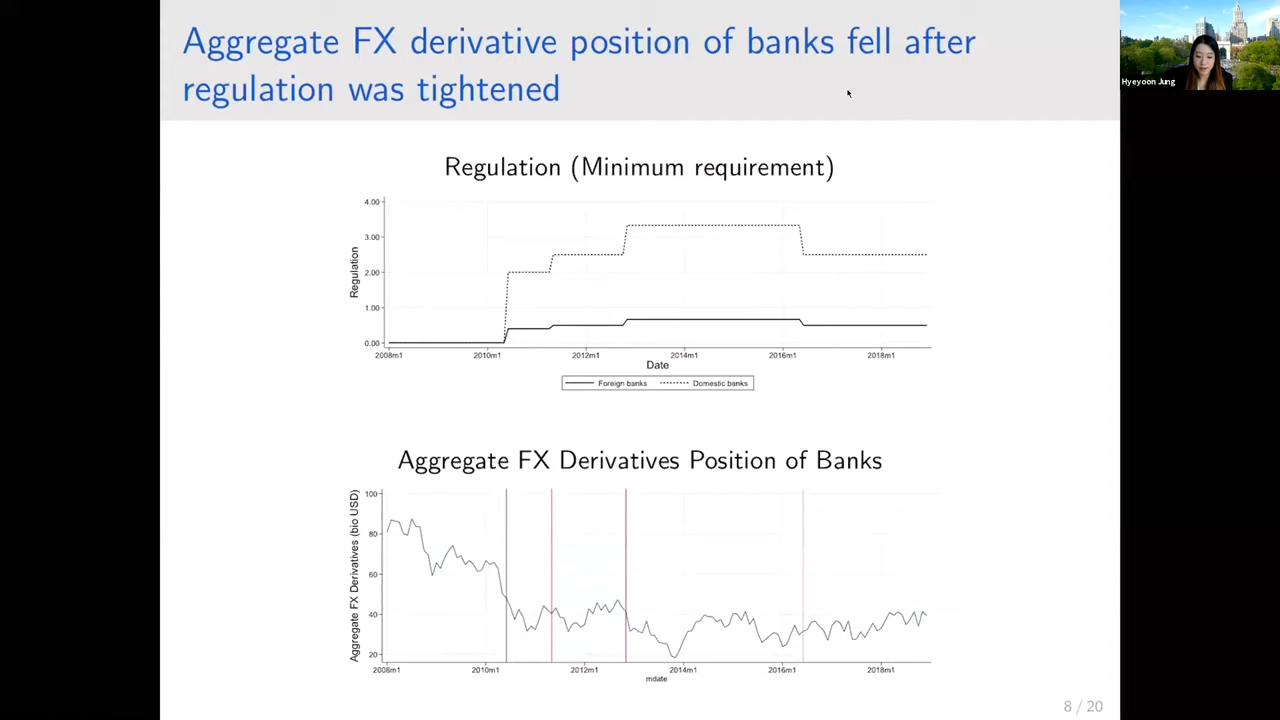 Aggregate FX derivative position of banks fell after
regulation was tightened
Hyeyoon Jung
Regulation (Minimum requirement)
4.00
3.00
2.00
1.00
0.00
Regulation
2008m1 2010m1 2012m1 2014m1 2016m1 2018m1
Date
Foreign banks Domestic banks
Aggregate FX Derivatives Position of Banks
100
80
60
40
20
Aggregate FX Derivatives (bio USD)
2008m1 2010m1 2012m1 2014m1 2016m1 2018m1
mdate
8 / 20